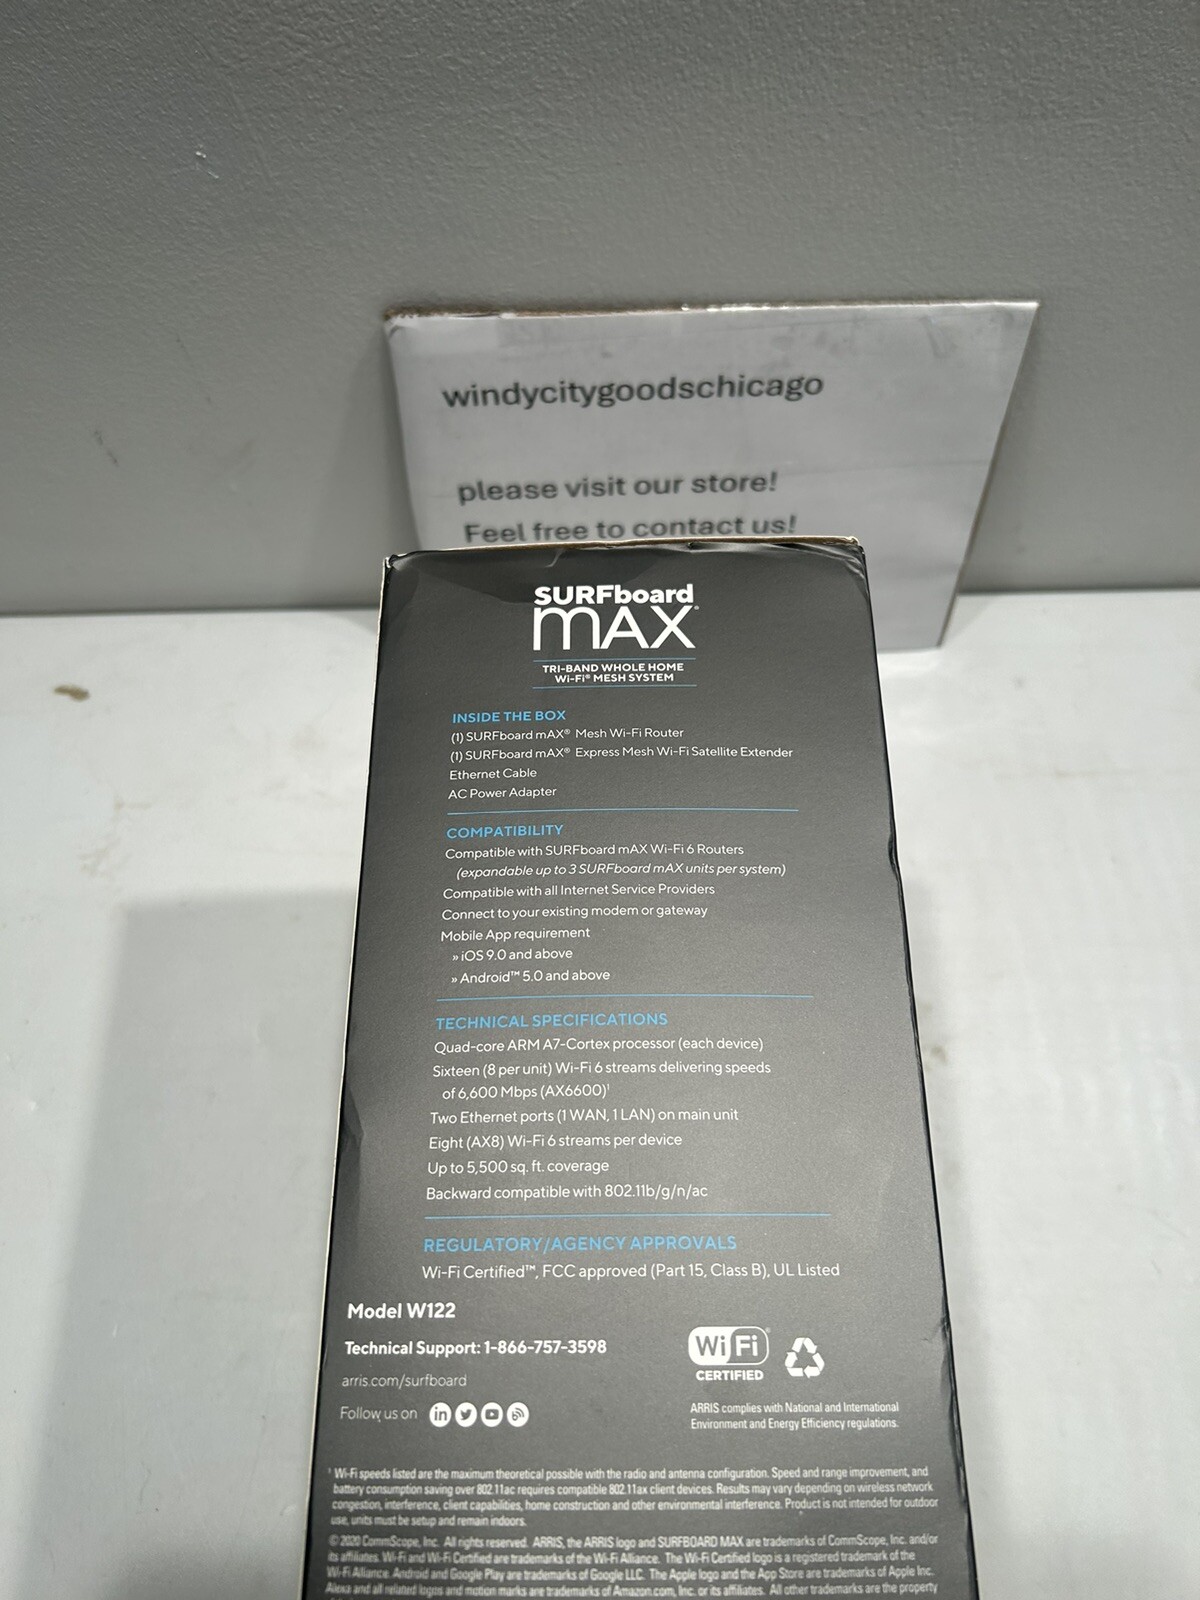 windycitygoodschicago
please visit our store!
Feel free to contact us!
SURFboard
mAX®
TRI-BAND WHOLE HOME
Wi-Fi® MESH SYSTEM
INSIDE THE BOX
(1) SURFboard mAX® Mesh Wi-Fi Router
(1) SURFboard mAX® Express Mesh Wi-Fi Satellite Extender
Ethernet Cable
AC Power Adapter
COMPATIBILITY
Compatible with SURFboard mAX Wi-Fi 6 Routers
(expandable up to 3 SURFboard mAX units per system)
Compatible with all Internet Service Providers
Connect to your existing modem or gateway
Mobile App requirement
» iOS 9.0 and above
» Android™ 5.0 and above
TECHNICAL SPECIFICATIONS
Quad-core ARM A7-Cortex processor (each device)
Sixteen (8 per unit) Wi-Fi 6 streams delivering speeds
of 6,600 Mbps (AX6600)¹
Two Ethernet ports (1 WAN, 1 LAN) on main unit
Eight (AX8) Wi-Fi 6 streams per device
Up to 5,500 sq. ft. coverage
Backward compatible with 802.11b/g/n/ac
REGULATORY/AGENCY APPROVALS
Wi-Fi Certified™, FCC approved (Part 15, Class B), UL Listed
Model W122
Technical Support: 1-866-757-3598
arris.com/surfboard
Follow us on in
Wi Fi®
CERTIFIED
ARRIS complies with National and International
Environment and Energy Efficiency regulations.
¹ Wi-Fi speeds listed are the maximum theoretical possible with the radio and antenna configuration. Speed and range improvement, and
battery consumption saving over 802.11ac requires compatible 802.11ax client devices. Results may vary depending on wireless network
congestion, interference, client capabilities, home construction and other environmental interference. Product is not intended for outdoor
use, units must be setup and remain indoors.
© 2020 CommScope, Inc. All rights reserved. ARRIS, the ARRIS logo and SURFBOARD MAX are trademarks of CommScope, Inc. and/or
its affiliates. Wi-Fi and Wi-Fi Certified are trademarks of the Wi-Fi Alliance. The Wi-Fi Certified logo is a registered trademark of the
Wi-Fi Alliance. Android and Google Play are trademarks of Google LLC. The Apple logo and the App Store are trademarks of Apple Inc.
Alexa and all related logos and motion marks are trademarks of Amazon.com, Inc. or its affiliates. All other trademarks are the property